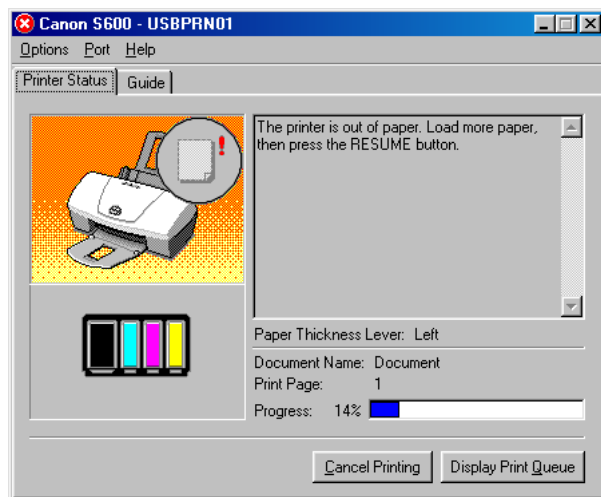 Canon S600 - USBPRN01
Options Port Help
Printer Status Guide
The printer is out of paper. Load more paper,
then press the RESUME button.
Paper Thickness Lever: Left
Document Name: Document
Print Page: 1
Progress: 14%
Cancel Printing Display Print Queue